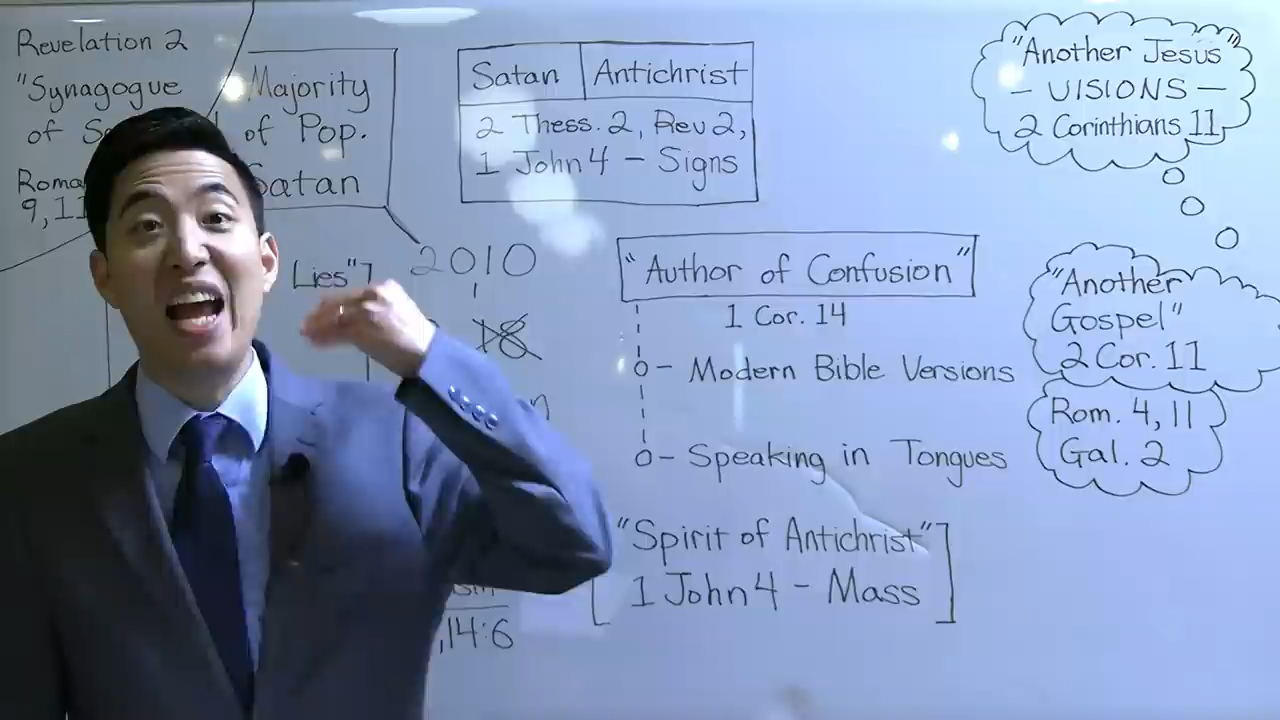 Revelation 2
"Synagogue
of
9, 11
Majority
of Pop.
Satan
Satan
Antichrist
2 Thess. 2, Rev 2,
1 John 4 – Signs
"Another Jesus"
– VISIONS –
2 Corinthians 11
Lies"]
2010
18
"Author of Confusion"
1 Cor. 14
– Modern Bible Versions
– Speaking in Tongues
"Another
Gospel"
2 Cor. 11
Rom. 4, 11
Gal. 2
"Spirit of Antichrist"
1 John 4 – Mass
,14:6